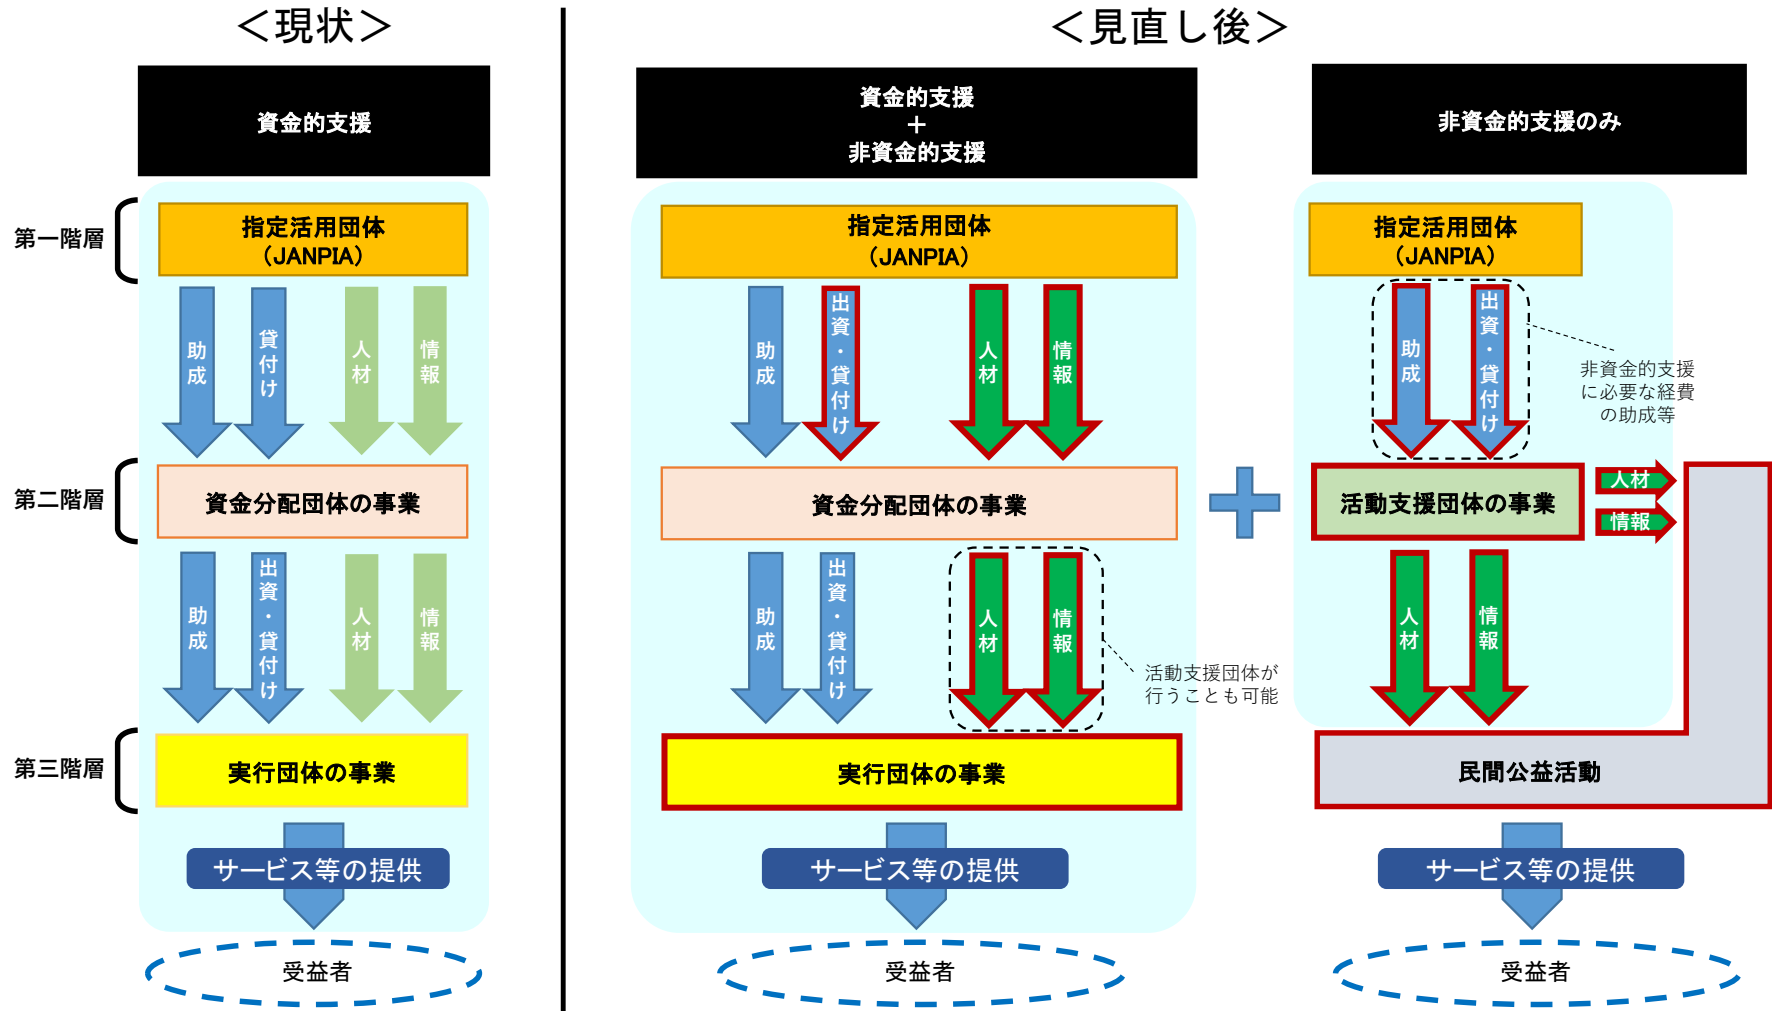 ＜現状＞
＜見直し後＞
資金的支援
資金的支援
＋
非資金的支援
非資金的支援のみ
第一階層
指定活用団体
（JANPIA）
指定活用団体
（JANPIA）
指定活用団体
（JANPIA）
助成
貸付け
人材
情報
助成
出資・貸付け
人材
情報
助成
出資・貸付け
非資金的支援
に必要な経費
の助成等
第二階層
資金分配団体の事業
資金分配団体の事業
活動支援団体の事業
人材
情報
助成
出資・貸付け
人材
情報
助成
出資・貸付け
人材
情報
活動支援団体が
行うことも可能
人材
情報
第三階層
実行団体の事業
実行団体の事業
民間公益活動
サービス等の提供
サービス等の提供
サービス等の提供
受益者
受益者
受益者